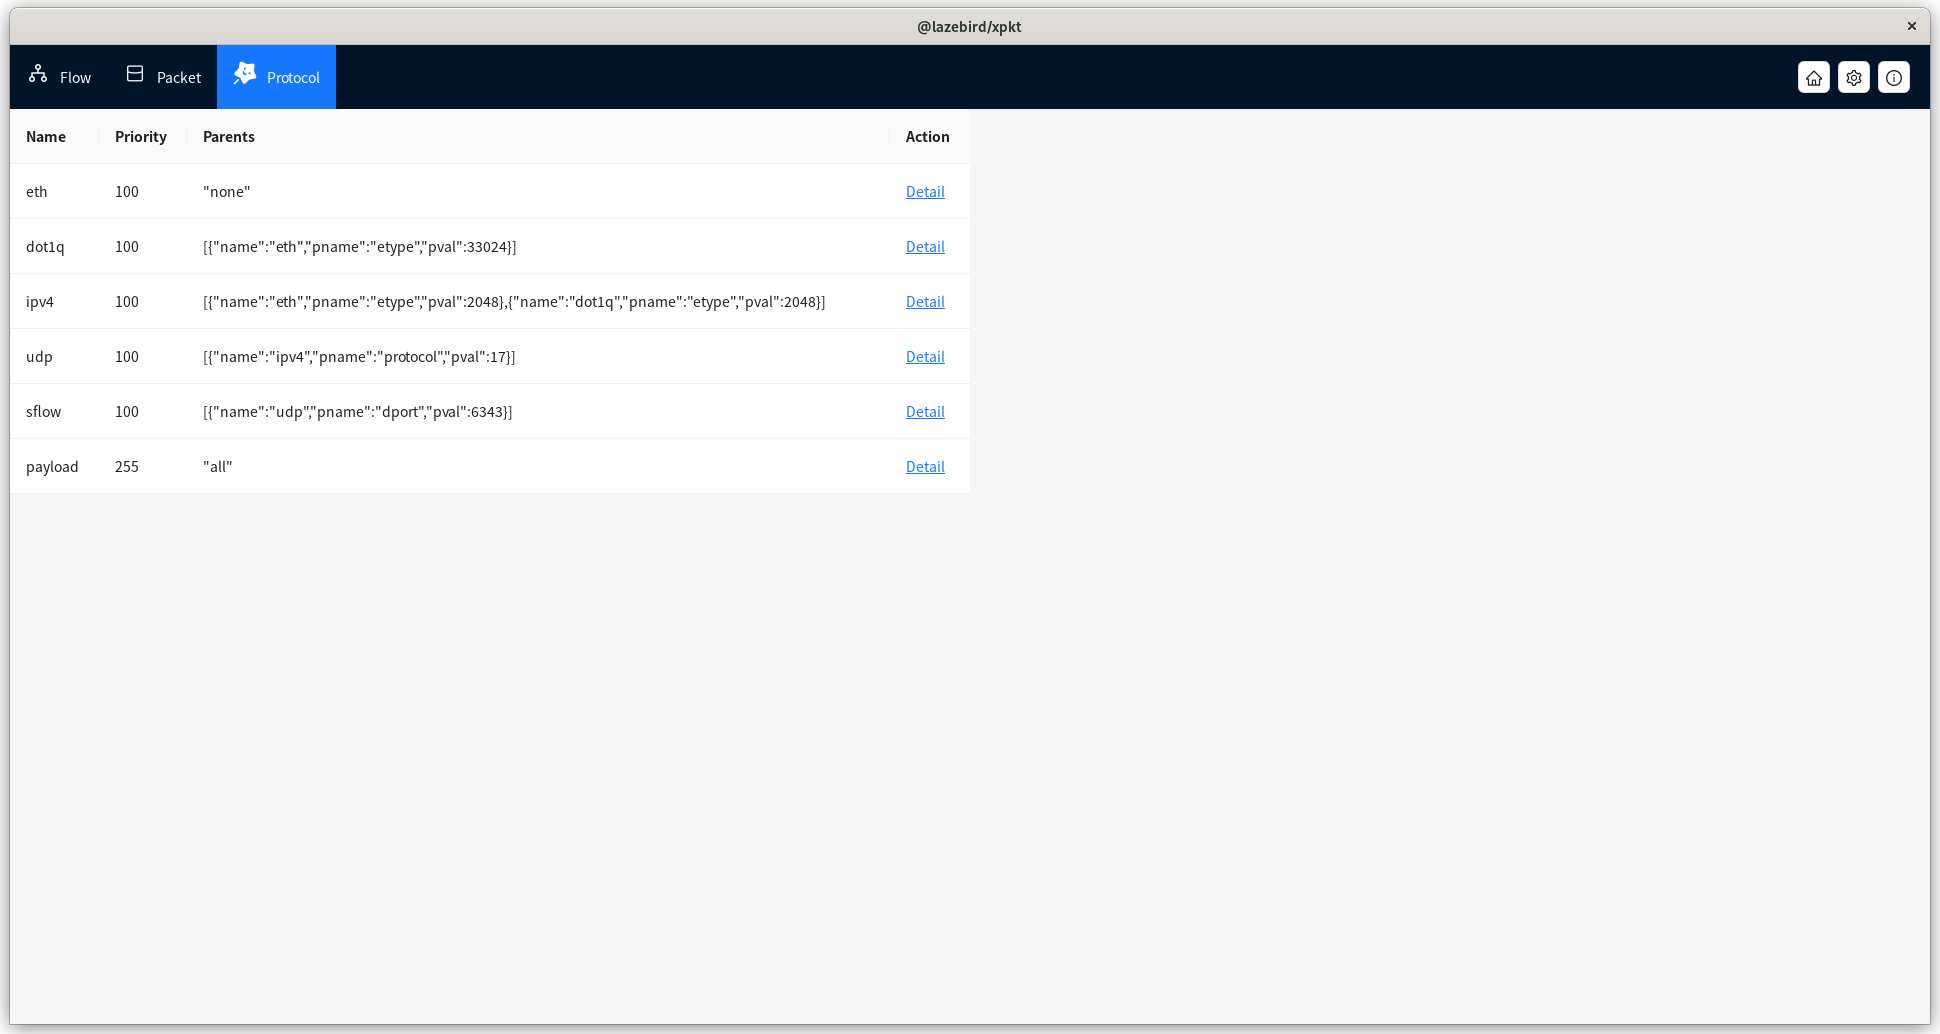 @lazebird/xpkt
Flow Packet Protocol
Name Priority Parents Action
eth 100 "none" Detail
dot1q 100 [{"name":"eth","pname":"etype","pval":33024}] Detail
ipv4 100 [{"name":"eth","pname":"etype","pval":2048},{"name":"dot1q","pname":"etype","pval":2048}] Detail
udp 100 [{"name":"ipv4","pname":"protocol","pval":17}] Detail
sflow 100 [{"name":"udp","pname":"dport","pval":6343}] Detail
payload 255 "all" Detail